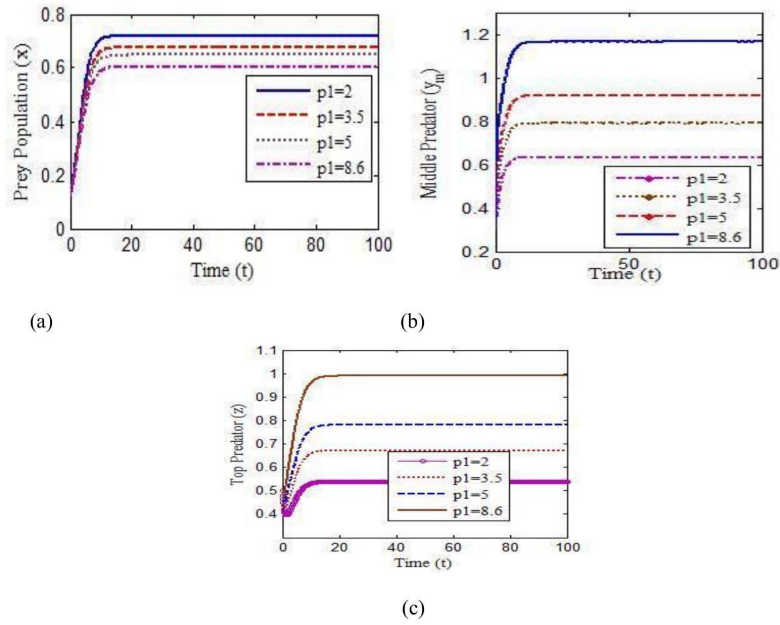 Prey Population (x)
0.8
0.6
0.4
0.2
0
p1=2
p1=3.5
p1=5
p1=8.6
0 20 40 60 80 100
Time (t)
(a)
Middle Predator (ym)
1.2
1
0.8
0.6
0.4
0.2
p1=2
p1=3.5
p1=5
p1=8.6
0 50 100
Time (t)
(b)
Top Predator (z)
1.1
1
0.9
0.8
0.7
0.6
0.5
0.4
p1=2
p1=3.5
p1=5
p1=8.6
0 20 40 60 80 100
Time (t)
(c)